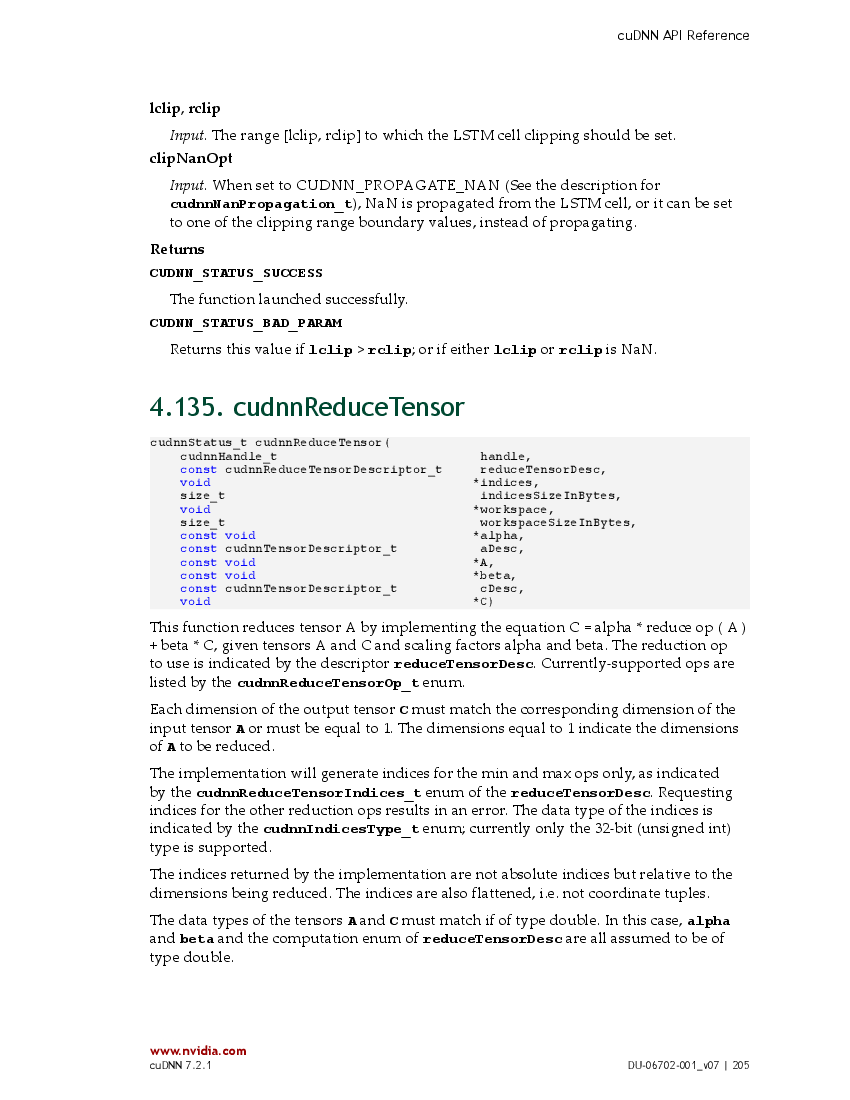 cuDNN API Reference
lclip, rclip
Input. The range [lclip, rclip] to which the LSTM cell clipping should be set.
clipNanOpt
Input. When set to CUDNN_PROPAGATE_NAN (See the description for
cudnnNanPropagation_t), NaN is propagated from the LSTM cell, or it can be set
to one of the clipping range boundary values, instead of propagating.
Returns
CUDNN_STATUS_SUCCESS
The function launched successfully.
CUDNN_STATUS_BAD_PARAM
Returns this value if lclip > rclip; or if either lclip or rclip is NaN.
4.135. cudnnReduceTensor
cudnnStatus_t cudnnReduceTensor(
cudnnHandle_t handle,
const cudnnReduceTensorDescriptor_t reduceTensorDesc,
void *indices,
size_t indicesSizeInBytes,
void *workspace,
size_t workspaceSizeInBytes,
const void *alpha,
const cudnnTensorDescriptor_t aDesc,
const void *A,
const void *beta,
const cudnnTensorDescriptor_t cDesc,
void *C)
This function reduces tensor A by implementing the equation C = alpha * reduce op ( A )
+ beta * C, given tensors A and C and scaling factors alpha and beta. The reduction op
to use is indicated by the descriptor reduceTensorDesc. Currently-supported ops are
listed by the cudnnReduceTensorOp_t enum.
Each dimension of the output tensor C must match the corresponding dimension of the
input tensor A or must be equal to 1. The dimensions equal to 1 indicate the dimensions
of A to be reduced.
The implementation will generate indices for the min and max ops only, as indicated
by the cudnnReduceTensorIndices_t enum of the reduceTensorDesc. Requesting
indices for the other reduction ops results in an error. The data type of the indices is
indicated by the cudnnIndicesType_t enum; currently only the 32-bit (unsigned int)
type is supported.
The indices returned by the implementation are not absolute indices but relative to the
dimensions being reduced. The indices are also flattened, i.e. not coordinate tuples.
The data types of the tensors A and C must match if of type double. In this case, alpha
and beta and the computation enum of reduceTensorDesc are all assumed to be of
type double.
www.nvidia.com
cuDNN 7.2.1 DU-06702-001_v07 | 205